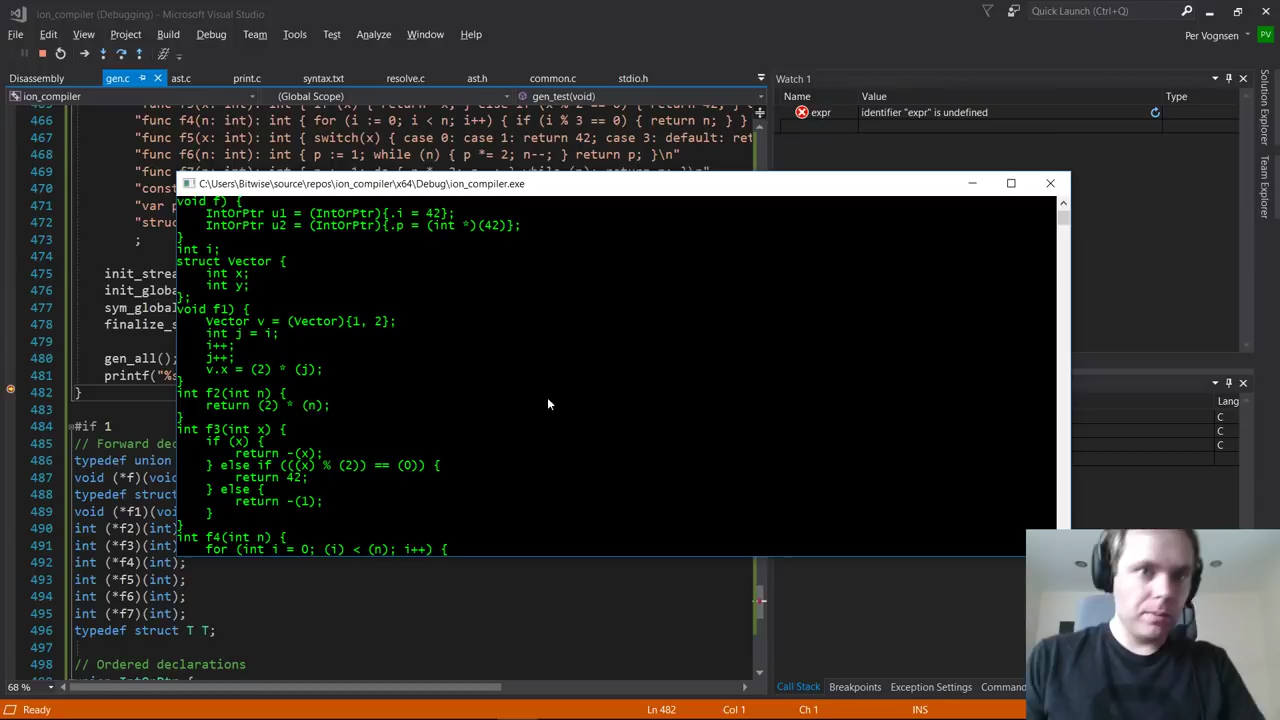 ion_compiler (Debugging) - Microsoft Visual Studio
Quick Launch (Ctrl+Q)
File Edit View Project Build Debug Team Tools Test Analyze Window Help
Per Vognsen PV
Disassembly gen.c ast.c print.c syntax.txt resolve.c ast.h common.c stdio.h
ion_compiler (Global Scope) gen_test(void)
Watch 1
Name Value Type
expr identifier "expr" is undefined
466 "func f4(n: int): int { for (i := 0; i < n; i++) { if (i % 3 == 0) { return n; } }
467 "func f5(x: int): int { switch(x) { case 0: case 1: return 42; case 3: default: ret
468 "func f6(n: int): int { p := 1; while (n) { p *= 2; n--; } return p; }\n"
469
470 "const
471 "var p
472 "struc
473 ;
474
475 init_strea
476 init_globa
477 sym_globa
478 finalize_s
479
480 gen_all();
481 printf("%s
482 }
483
484 #if 1
485 // Forward dec
486 typedef union
487 void (*f)(void
488 typedef struct
489 void (*f1)(voi
490 int (*f2)(int)
491 int (*f3)(int)
492 int (*f4)(int);
493 int (*f5)(int);
494 int (*f6)(int);
495 int (*f7)(int);
496 typedef struct T T;
497
498 // Ordered declarations
C:\Users\Bitwise\source\repos\ion_compiler\x64\Debug\ion_compiler.exe
void f) {
IntOrPtr u1 = (IntOrPtr){.i = 42};
IntOrPtr u2 = (IntOrPtr){.p = (int *)(42)};
}
int i;
struct Vector {
int x;
int y;
};
void f1) {
Vector v = (Vector){1, 2};
int j = i;
i++;
j++;
v.x = (2) * (j);
}
int f2(int n) {
return (2) * (n);
}
int f3(int x) {
if (x) {
return -(x);
} else if (((x) % (2)) == (0)) {
return 42;
} else {
return -(1);
}
}
int f4(int n) {
for (int i = 0; (i) < (n); i++) {
Lang
C
C
C
Solution Explorer Team Explorer
68 %
Call Stack Breakpoints Exception Settings Command
Ready Ln 482 Col 1 Ch 1 INS